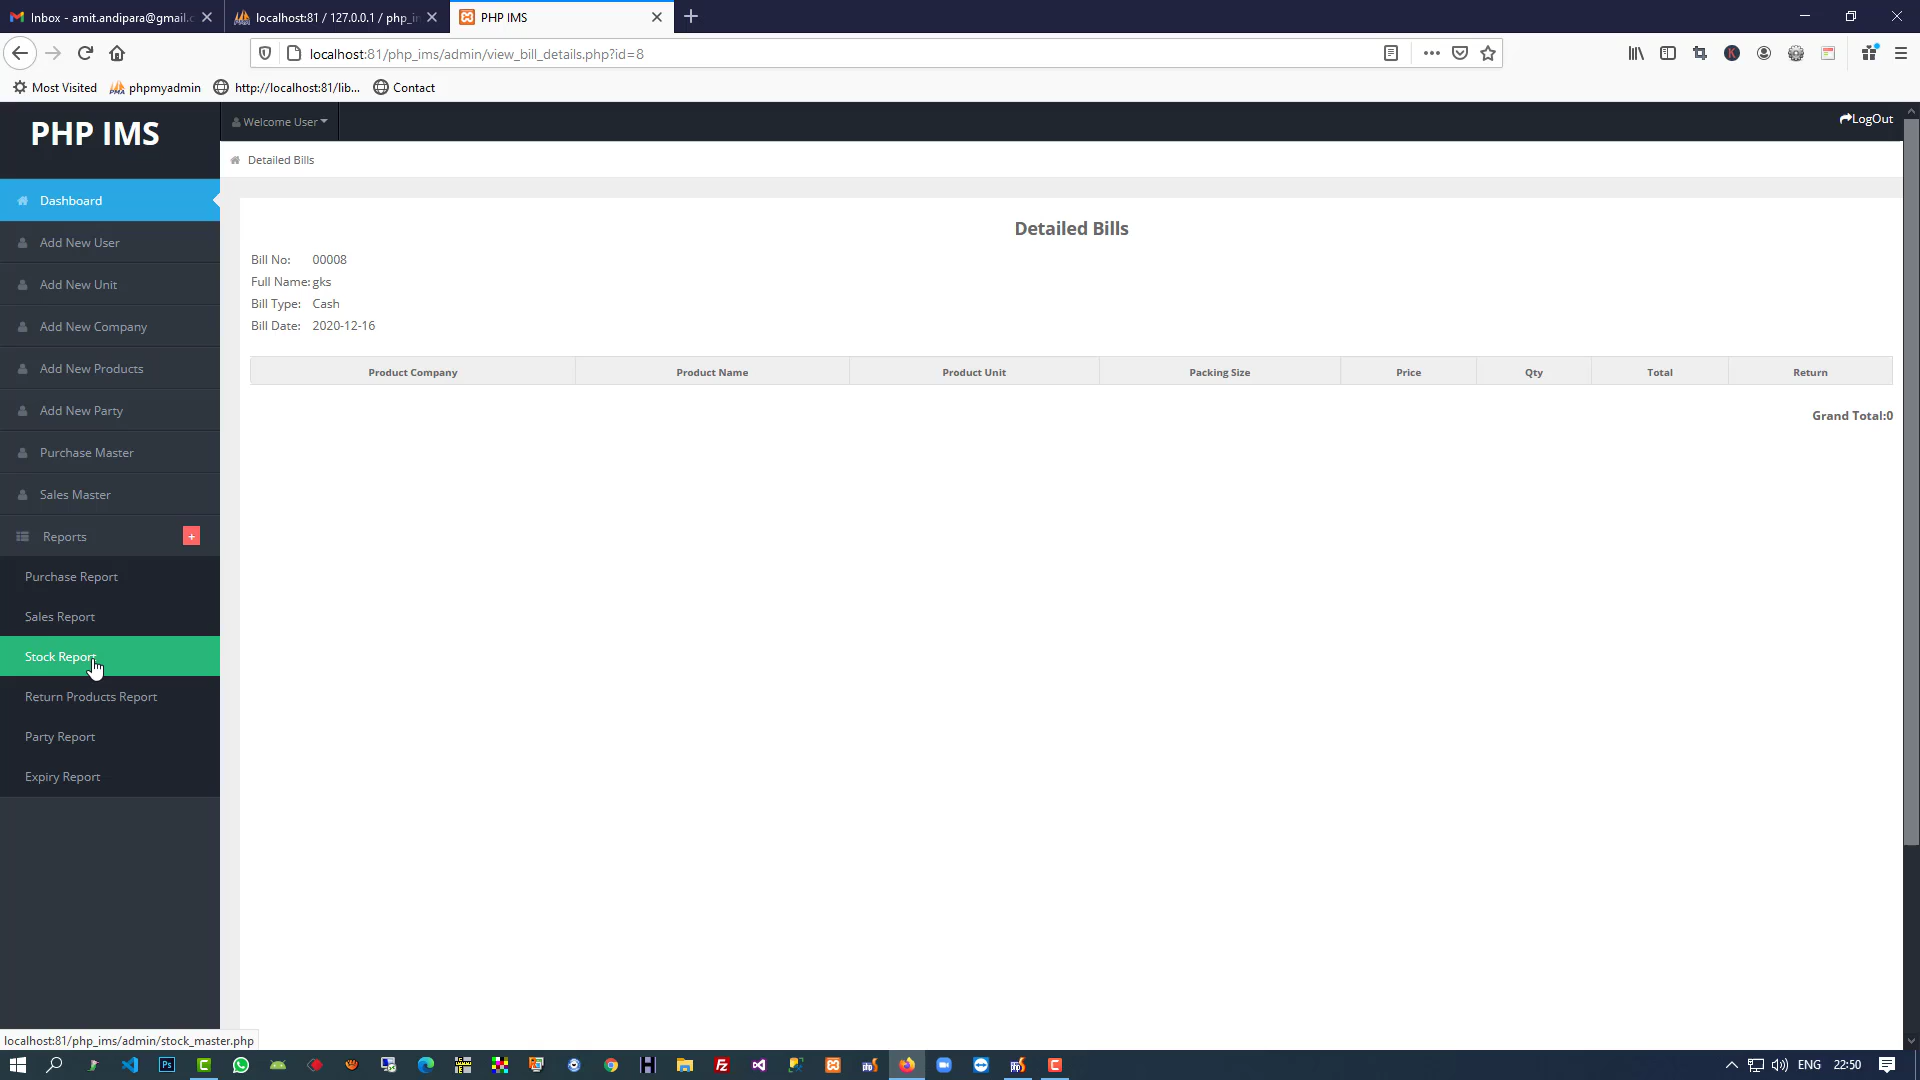 Inbox - amit.andipara@gmail.c
localhost:81 / 127.0.0.1 / php_i
PHP IMS
localhost:81/php_ims/admin/view_bill_details.php?id=8
Most Visited
phpmyadmin
http://localhost:81/lib...
Contact
PHP IMS
Welcome User
LogOut
Detailed Bills
Dashboard
Add New User
Add New Unit
Add New Company
Add New Products
Add New Party
Purchase Master
Sales Master
Reports
+
Purchase Report
Sales Report
Stock Report
Return Products Report
Party Report
Expiry Report
Detailed Bills
Bill No: 00008
Full Name: gks
Bill Type: Cash
Bill Date: 2020-12-16
Product Company Product Name Product Unit Packing Size Price Qty Total Return
Grand Total:0
localhost:81/php_ims/admin/stock_master.php
ENG 22:50